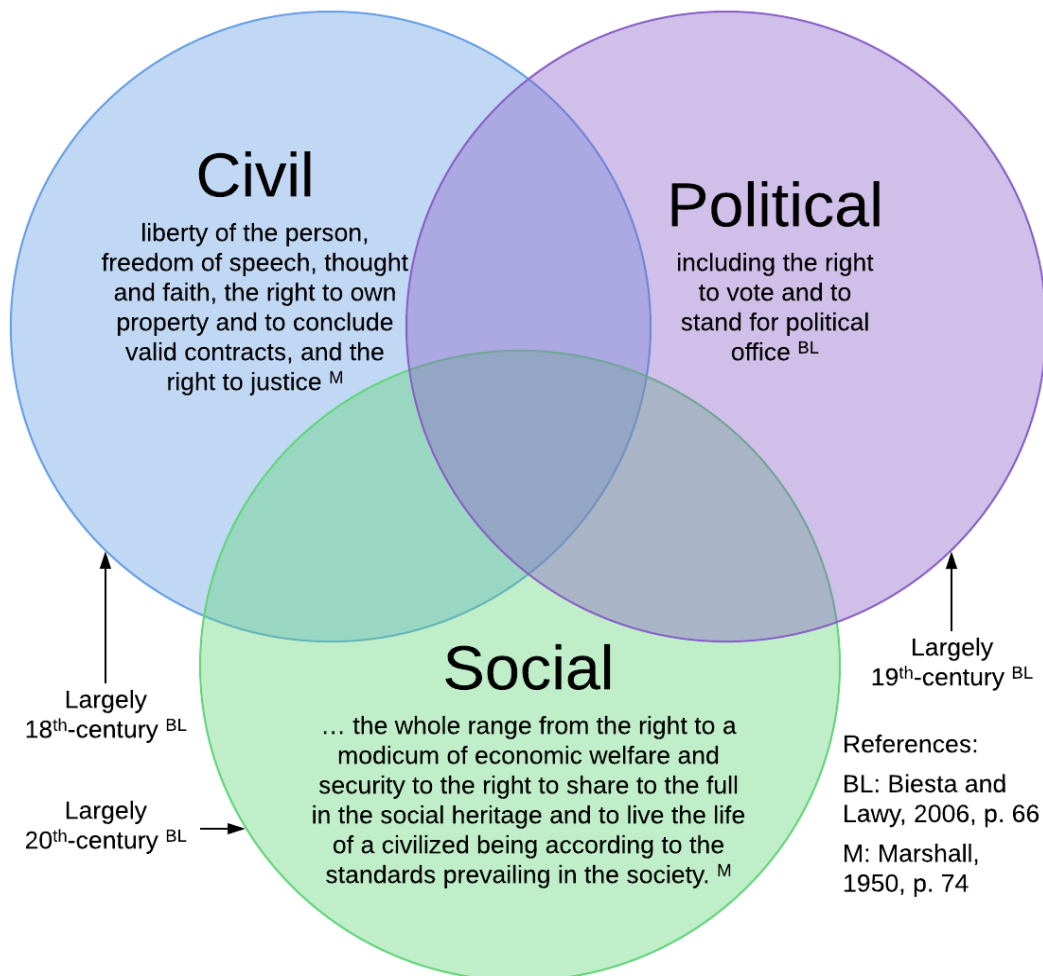 Civil
liberty of the person,
freedom of speech, thought
and faith, the right to own
property and to conclude
valid contracts, and the
right to justice M
Political
including the right
to vote and to
stand for political
office BL
Largely
18th-century BL
Largely
19th-century BL
Social
… the whole range from the right to a
modicum of economic welfare and
security to the right to share to the full
in the social heritage and to live the life
of a civilized being according to the
standards prevailing in the society. M
Largely
20th-century BL
References:
BL: Biesta and
Lawy, 2006, p. 66
M: Marshall,
1950, p. 74